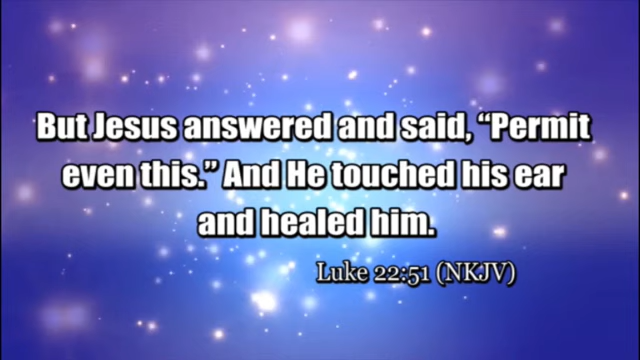 But Jesus answered and said, “Permit
even this.” And He touched his ear
and healed him.
Luke 22:51 (NKJV)